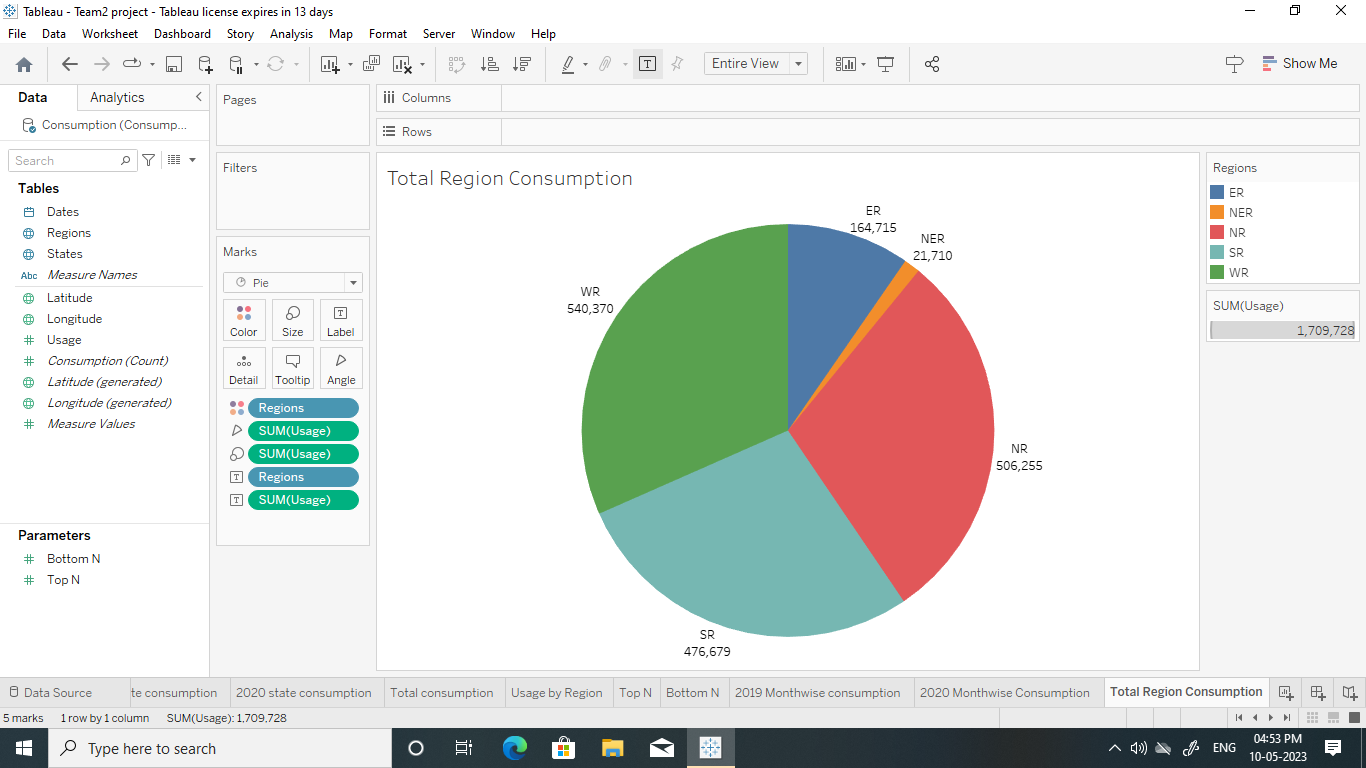 Tableau - Team2 project - Tableau license expires in 13 days
File Data Worksheet Dashboard Story Analysis Map Format Server Window Help
Entire View
Show Me
Data Analytics
Consumption (Consump...
Search
Tables
Dates
Regions
States
Abc Measure Names
Latitude
Longitude
Usage
Consumption (Count)
Latitude (generated)
Longitude (generated)
Measure Values
Parameters
Bottom N
Top N
Pages
Filters
Marks
Pie
Color Size Label
Detail Tooltip Angle
Regions
SUM(Usage)
SUM(Usage)
Regions
SUM(Usage)
Columns
Rows
Total Region Consumption
ER
164,715
NER
21,710
WR
540,370
NR
506,255
SR
476,679
Regions
ER
NER
NR
SR
WR
SUM(Usage)
1,709,728
Data Source te consumption 2020 state consumption Total consumption Usage by Region Top N Bottom N 2019 Monthwise consumption 2020 Monthwise Consumption Total Region Consumption
5 marks 1 row by 1 column SUM(Usage): 1,709,728
Type here to search
ENG
04:53 PM
10-05-2023